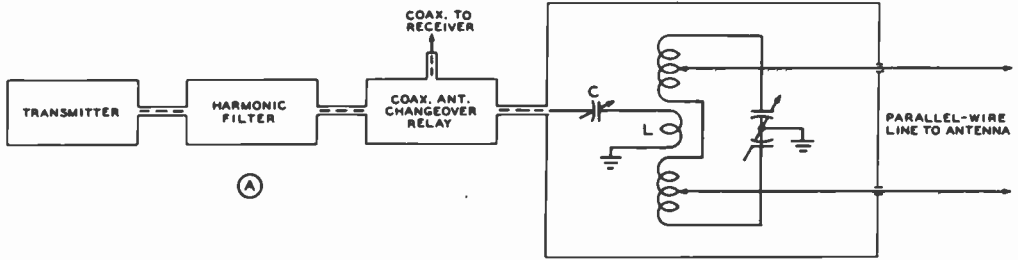 COAX. TO
RECEIVER
TRANSMITTER
HARMONIC
FILTER
COAX. ANT.
CHANGEOVER
RELAY
C
L
PARALLEL-WIRE
LINE TO ANTENNA
A